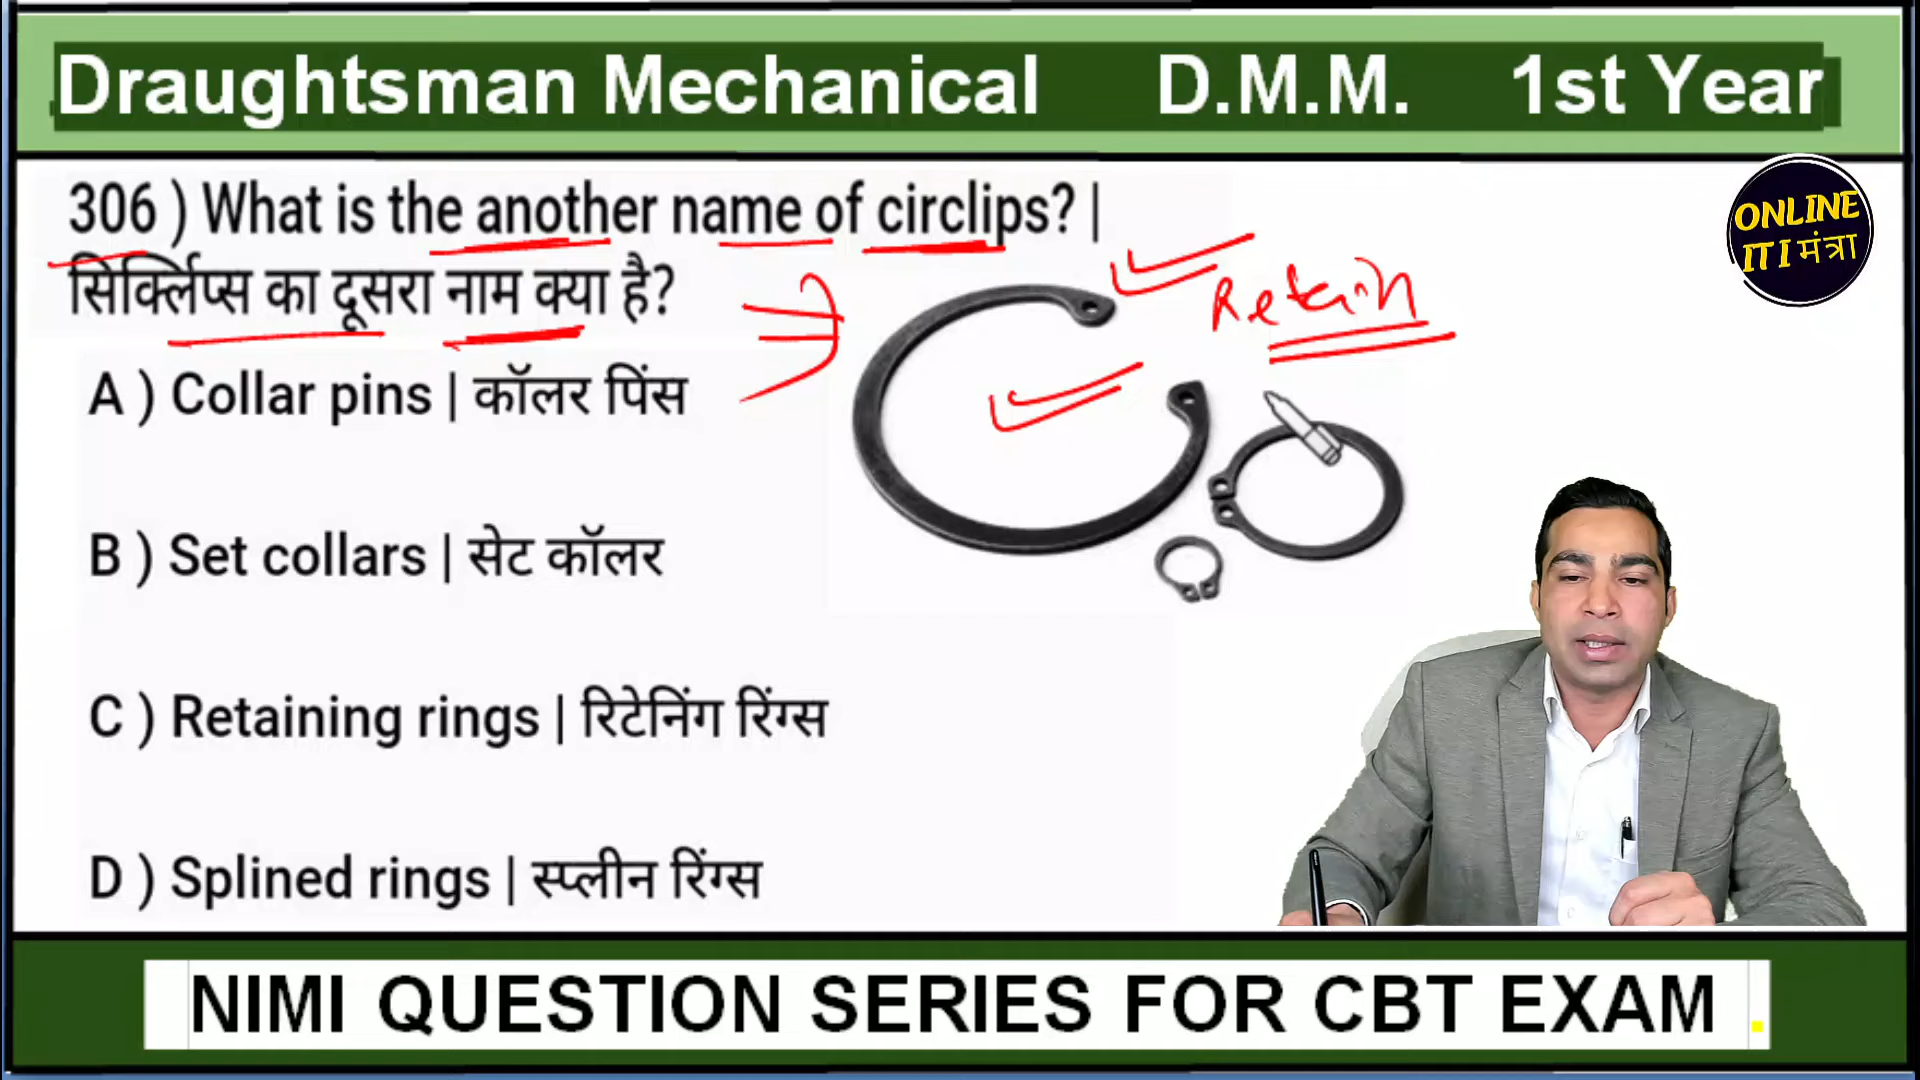 Draughtsman Mechanical D.M.M. 1st Year
306 ) What is the another name of circlips? |
सिर्क्लिप्स का दूसरा नाम क्या है?
ONLINE
ITI मंत्रा
Retain
A ) Collar pins | कॉलर पिंस
B ) Set collars | सेट कॉलर
C ) Retaining rings | रिटेनिंग रिंग्स
D ) Splined rings | स्प्लीन रिंग्स
NIMI QUESTION SERIES FOR CBT EXAM .